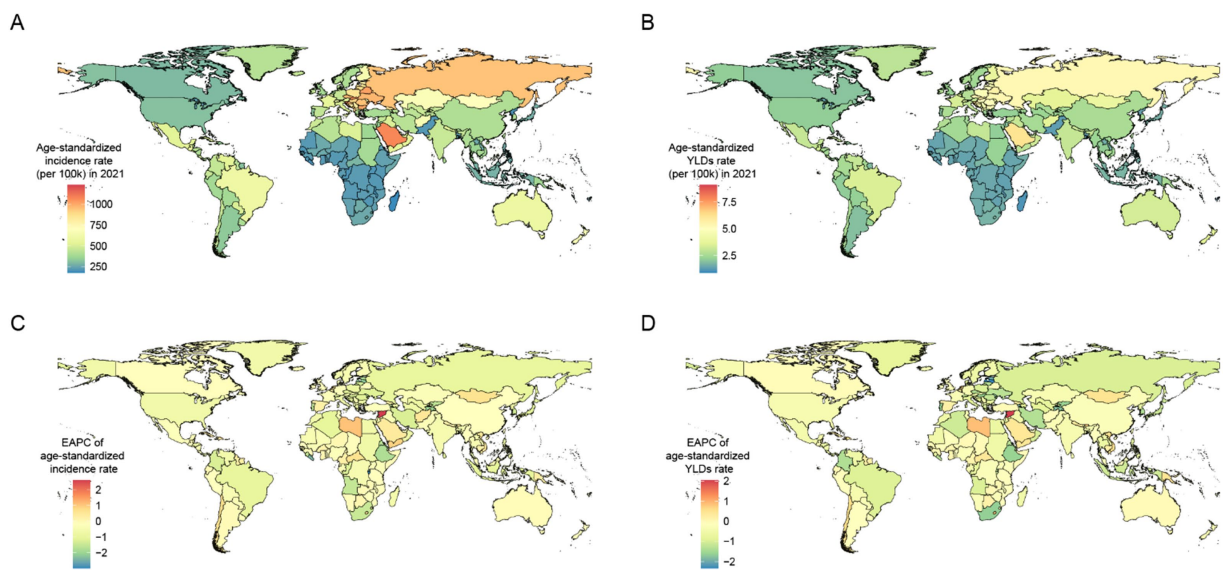 A
Age-standardized
incidence rate
(per 100k) in 2021
1000
750
500
250
B
Age-standardized
YLDs rate
(per 100k) in 2021
7.5
5.0
2.5
C
EAPC of
age-standardized
incidence rate
2
1
0
−1
−2
D
EAPC of
age-standardized
YLDs rate
2
1
0
−1
−2